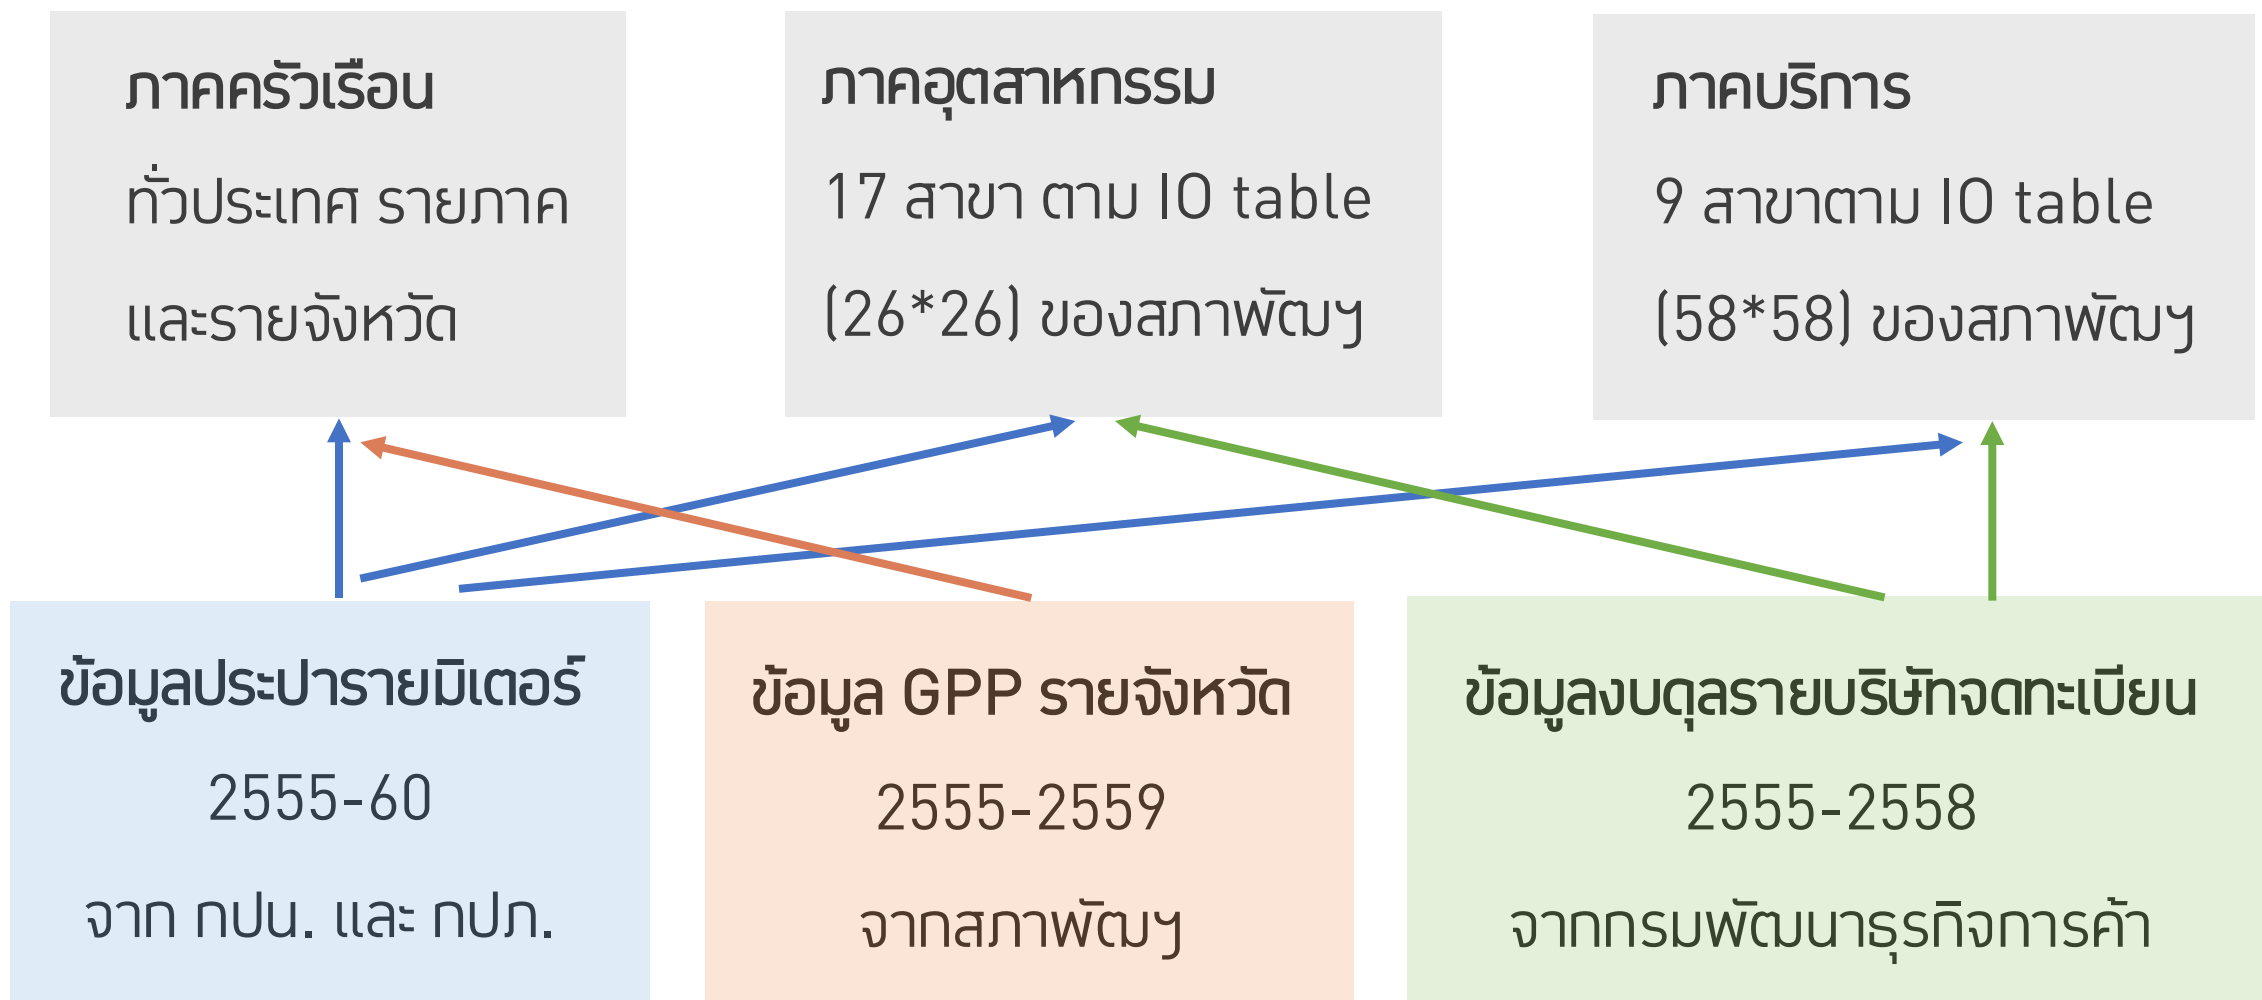 ภาคครัวเรือน
ทั่วประเทศ รายภาค
และรายจังหวัด
ภาคอุตสาหกรรม
17 สาขา ตาม IO table
(26*26) ของสภาพัฒฯ
ภาคบริการ
9 สาขาตาม IO table
(58*58) ของสภาพัฒฯ
ข้อมูลประปารายมิเตอร์
2555-60
จาก กปน. และ กปภ.
ข้อมูล GPP รายจังหวัด
2555-2559
จากสภาพัฒฯ
ข้อมูลงบดุลรายบริษัทจดทะเบียน
2555-2558
จากกรมพัฒนาธุรกิจการค้า